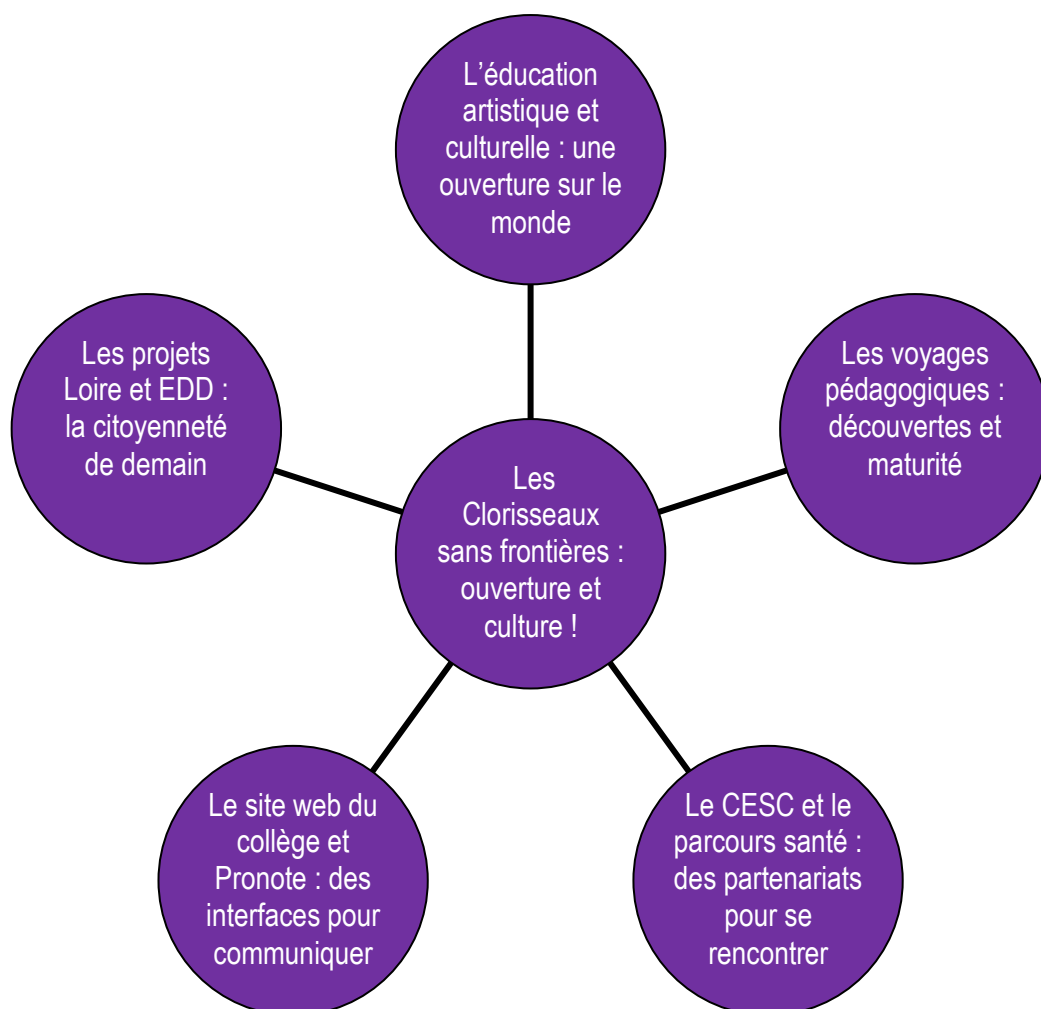 L'éducation
artistique et
culturelle : une
ouverture sur le
monde
Les projets
Loire et EDD :
la citoyenneté
de demain
Les voyages
pédagogiques :
découvertes et
maturité
Les
Clorisseaux
sans frontières :
ouverture et
culture !
Le site web du
collège et
Pronote : des
interfaces pour
communiquer
Le CESC et le
parcours santé :
des partenariats
pour se
rencontrer